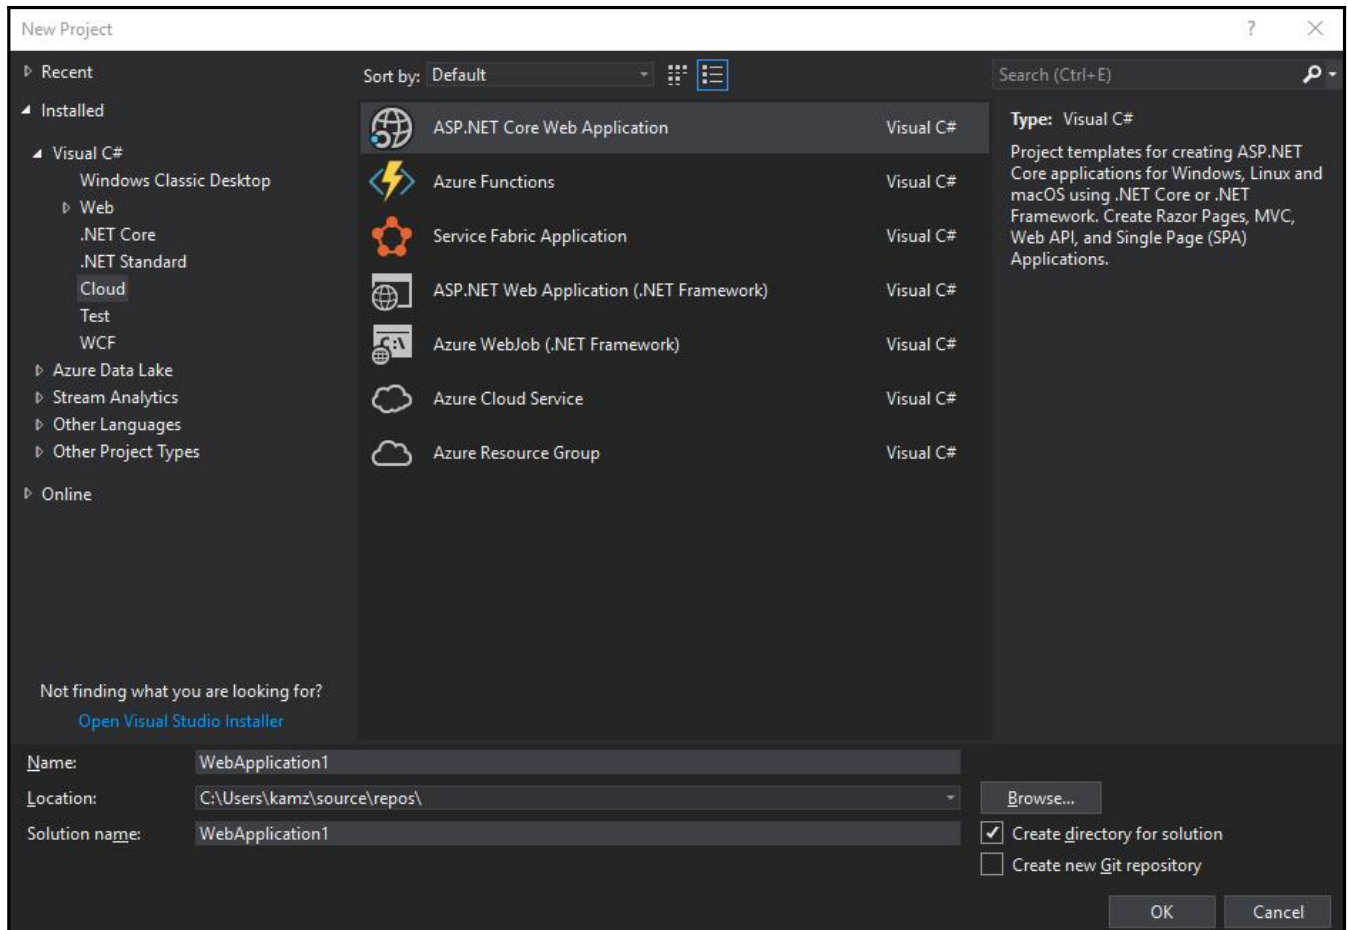 New Project
?
Recent
Installed
Visual C#
Windows Classic Desktop
Web
.NET Core
.NET Standard
Cloud
Test
WCF
Azure Data Lake
Stream Analytics
Other Languages
Other Project Types
Online
Not finding what you are looking for?
Open Visual Studio Installer
Sort by: Default
ASP.NET Core Web Application Visual C#
Azure Functions Visual C#
Service Fabric Application Visual C#
ASP.NET Web Application (.NET Framework) Visual C#
C:\ Azure WebJob (.NET Framework) Visual C#
Azure Cloud Service Visual C#
Azure Resource Group Visual C#
Search (Ctrl+E)
Type: Visual C#
Project templates for creating ASP.NET
Core applications for Windows, Linux and
macOS using .NET Core or .NET
Framework. Create Razor Pages, MVC,
Web API, and Single Page (SPA)
Applications.
Name: WebApplication1
Location: C:\Users\kamz\source\repos\
Browse...
Solution name: WebApplication1
Create directory for solution
Create new Git repository
OK Cancel